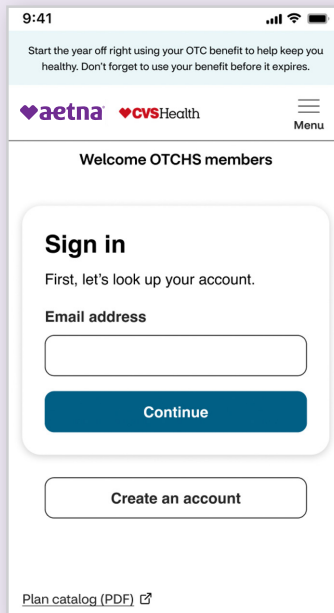 9:41
Start the year off right using your OTC benefit to help keep you
healthy. Don’t forget to use your benefit before it expires.
aetna CVSHealth
Menu
Welcome OTCHS members
Sign in
First, let’s look up your account.
Email address
Continue
Create an account
Plan catalog (PDF)